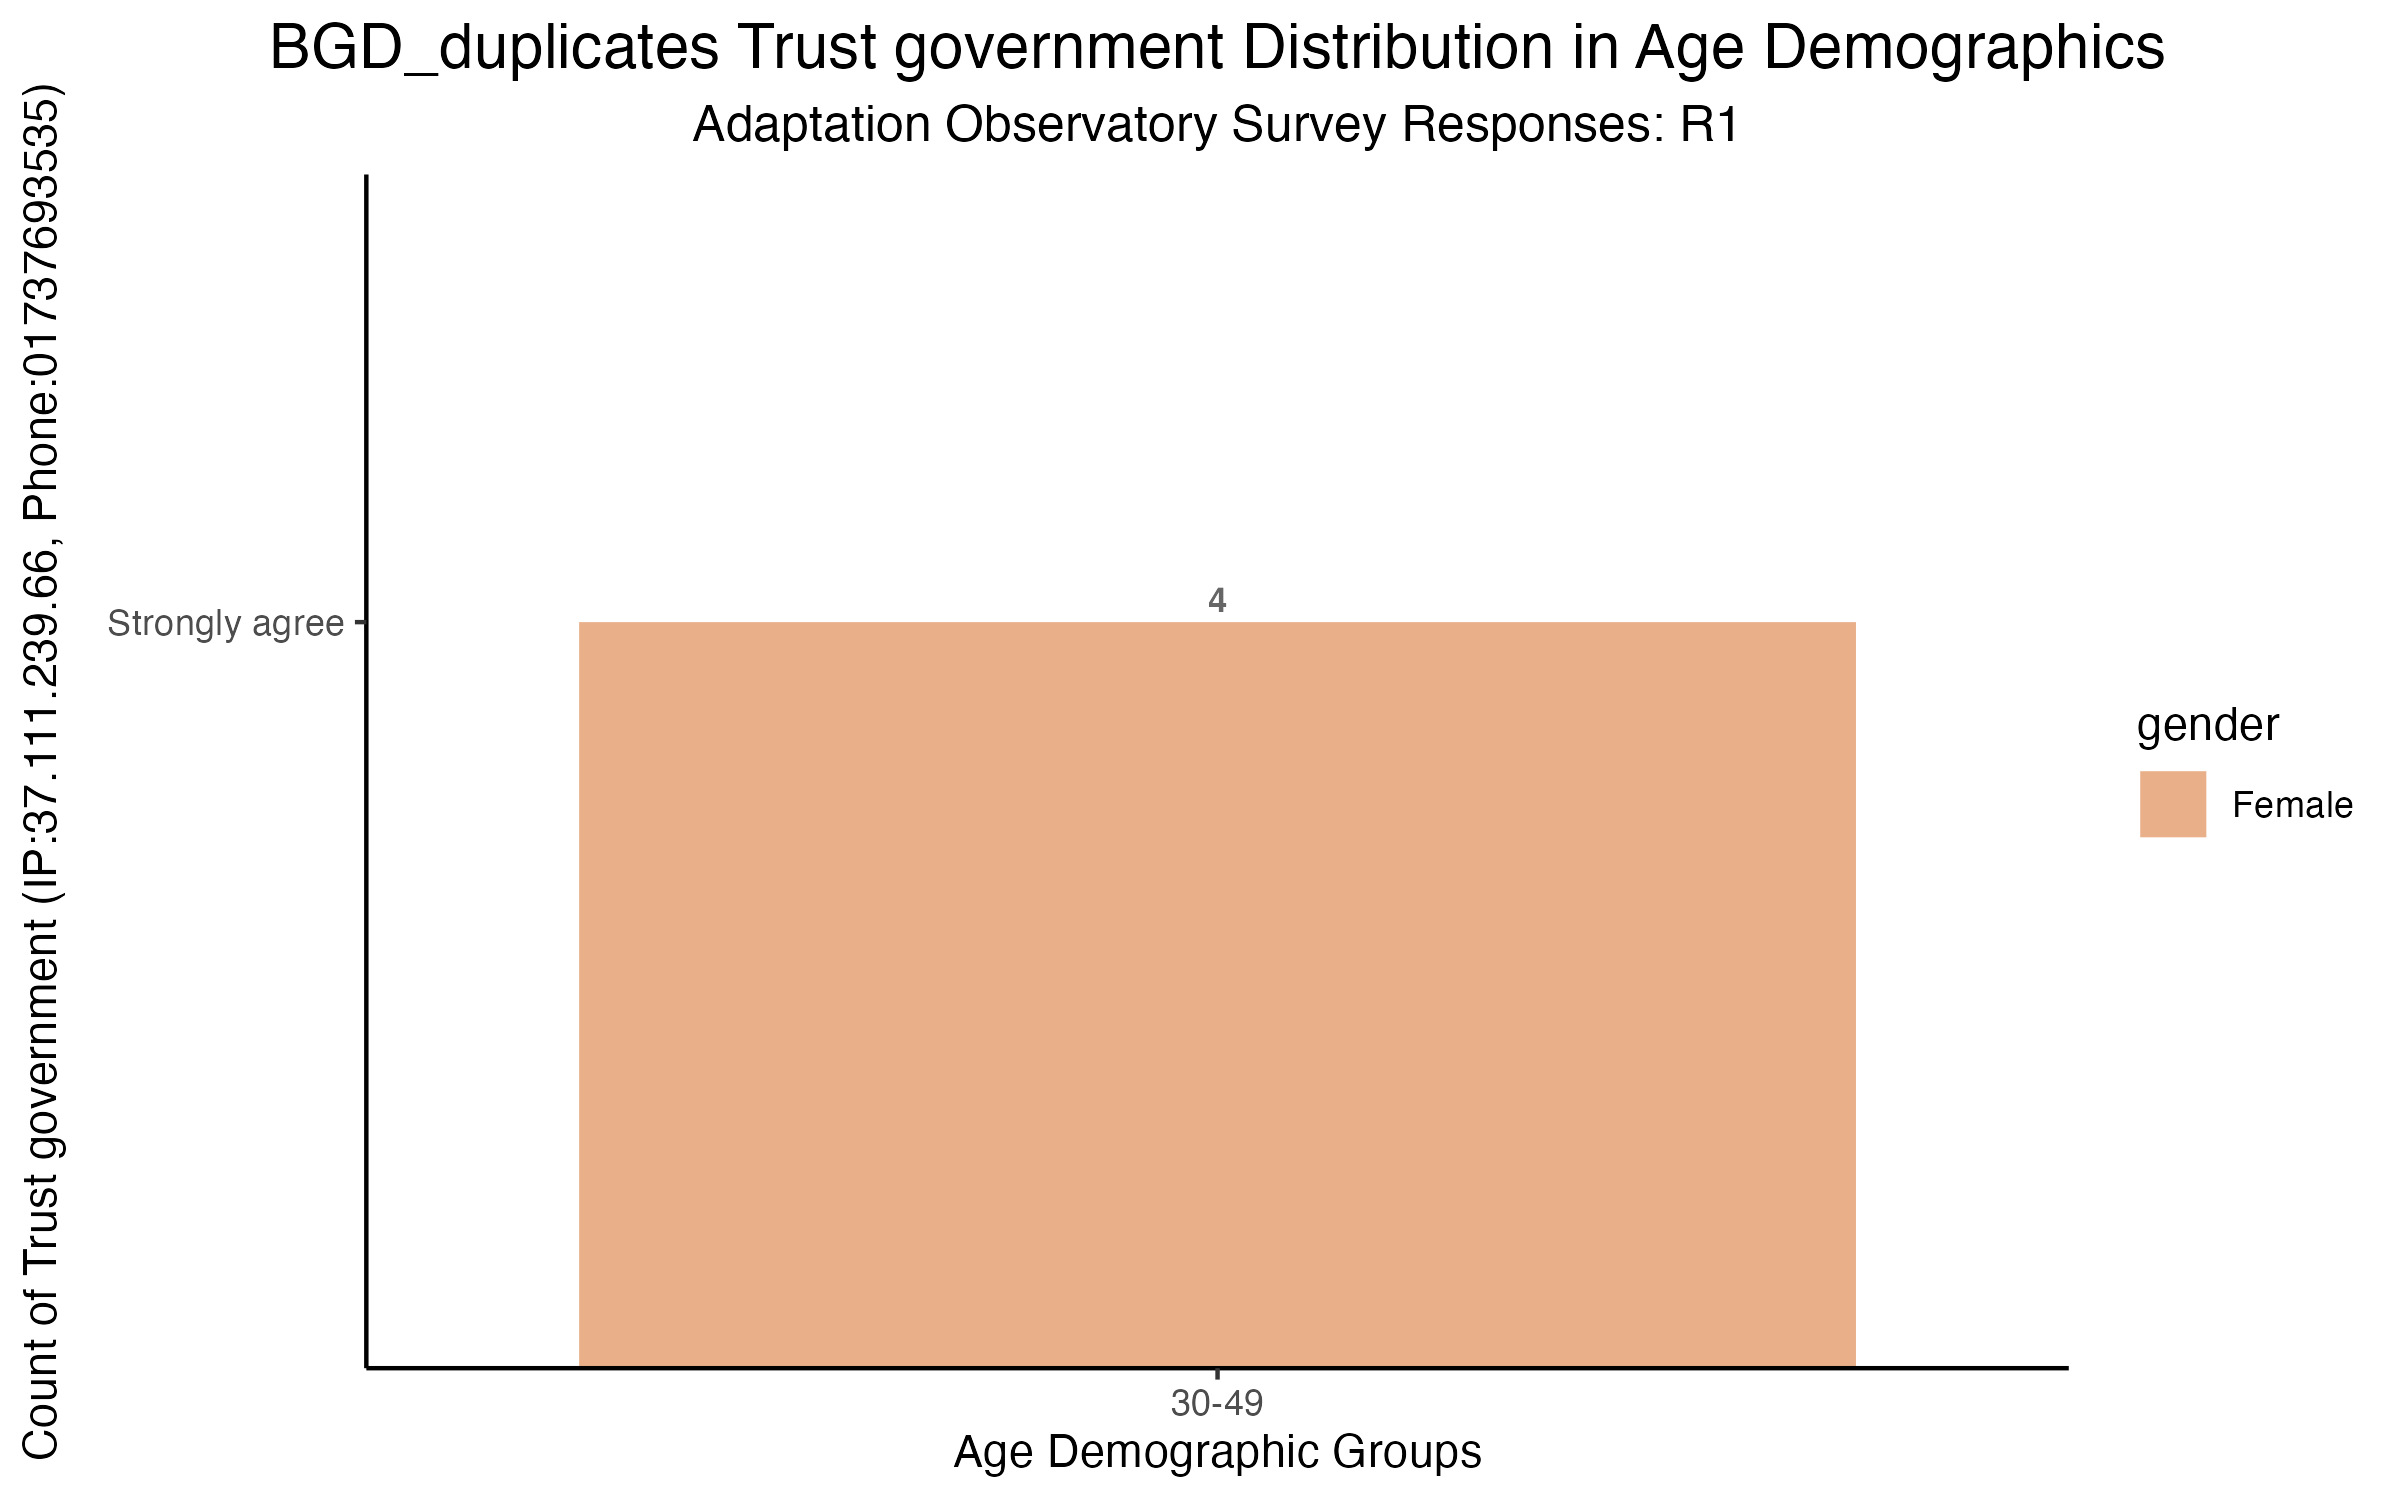 BGD_duplicates Trust government Distribution in Age Demographics
Adaptation Observatory Survey Responses: R1
Count of Trust government (IP:37.111.239.66, Phone:01737693535)
Strongly agree
4
30-49
Age Demographic Groups
gender
Female